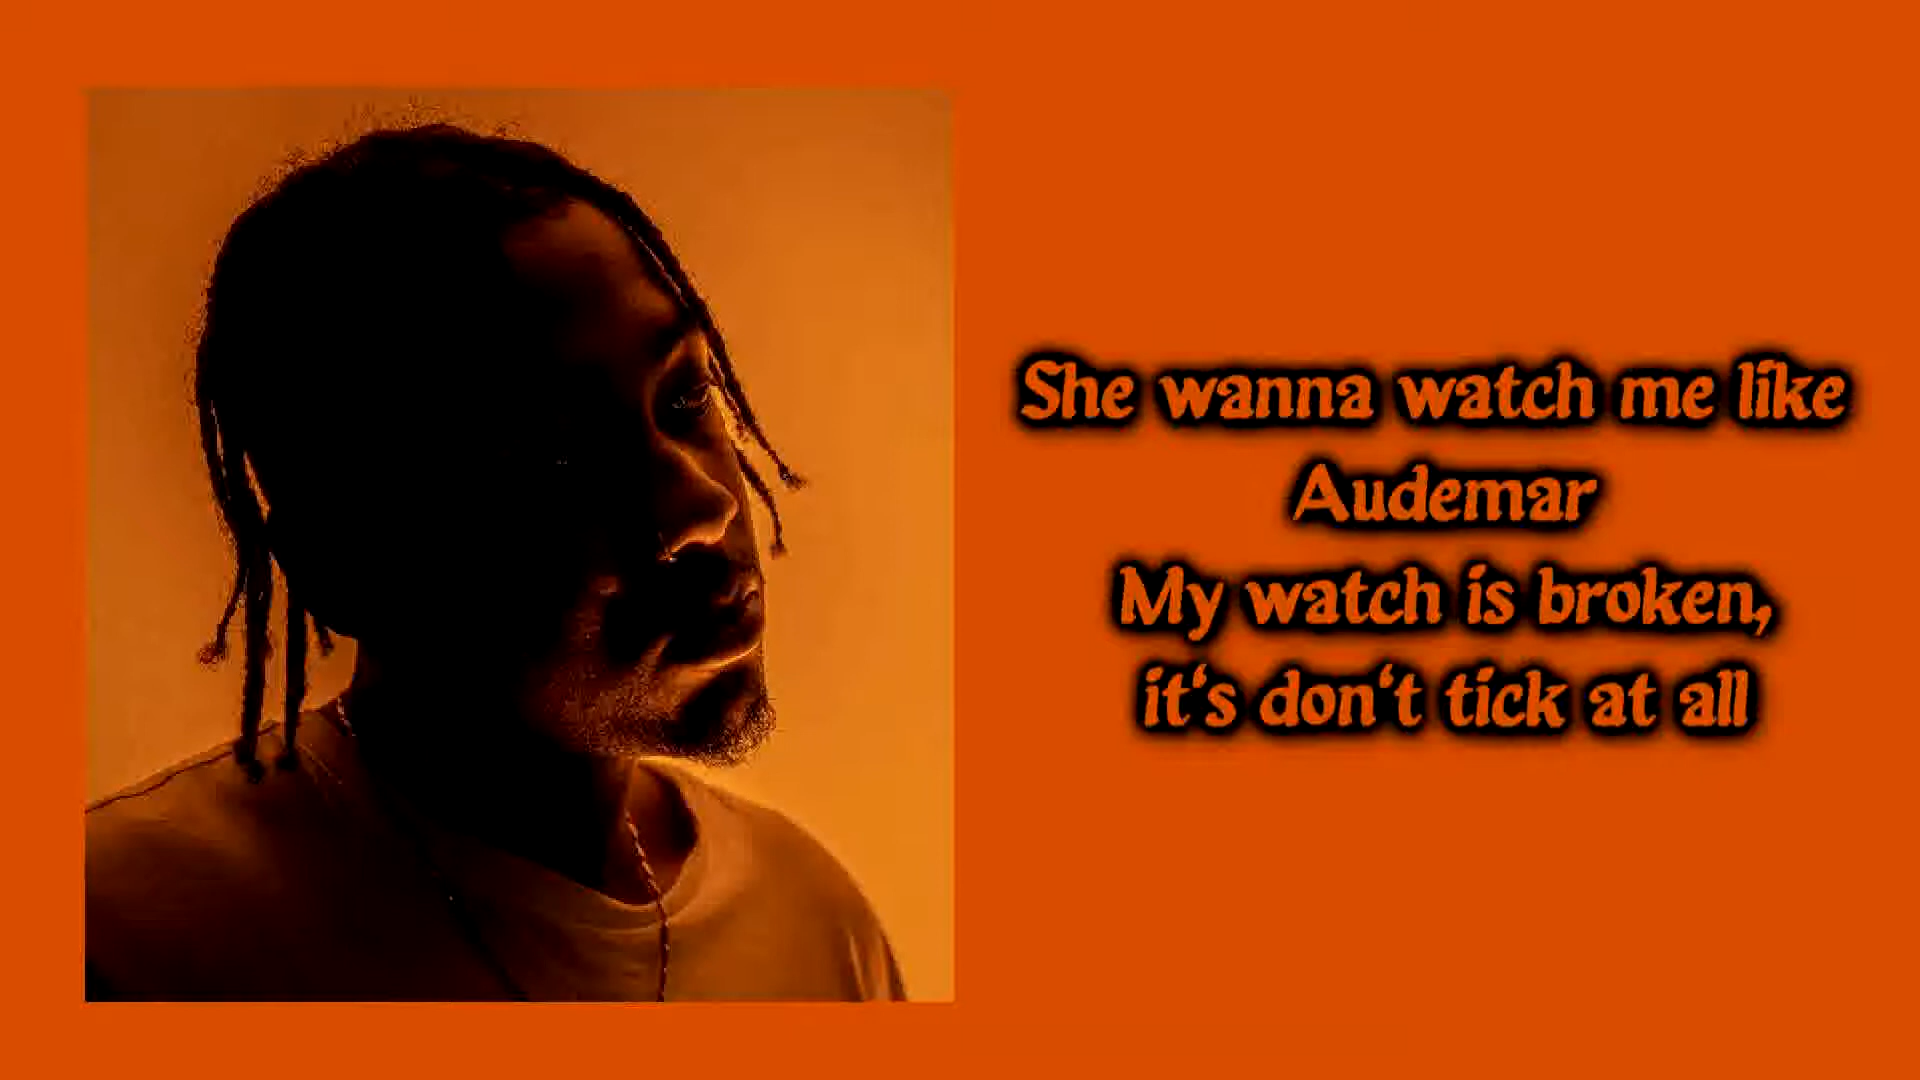 She wanna watch me like
Audemar
My watch is broken,
it's don't tick at all